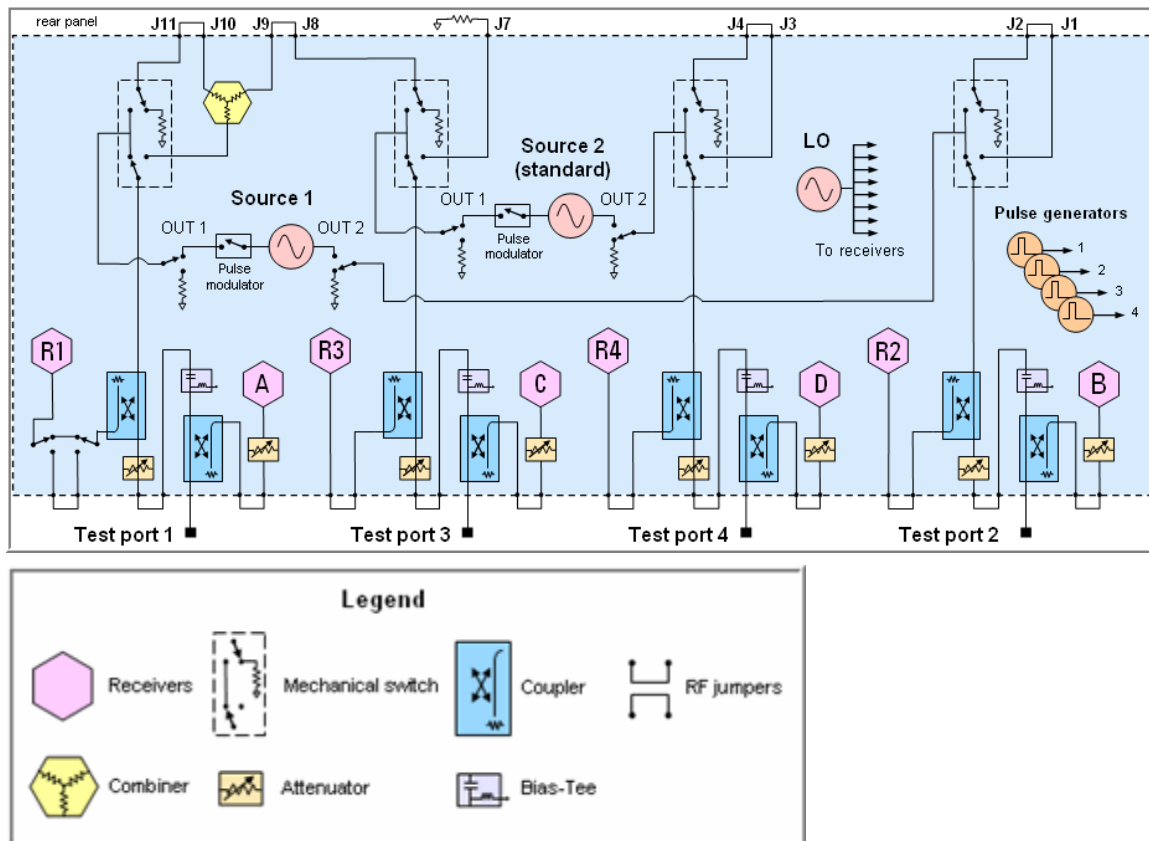 rear panel
J11 J10 J9 J8 J7 J4 J3 J2 J1
Source 1
OUT 1
OUT 2
Pulse
modulator
Source 2
(standard)
OUT 1
OUT 2
Pulse
modulator
LO
To receivers
Pulse generators
1
2
3
4
R1
A
R3
C
R4
D
R2
B
Test port 1
Test port 3
Test port 4
Test port 2
Legend
Receivers
Mechanical switch
Coupler
RF jumpers
Combiner
Attenuator
Bias-Tee